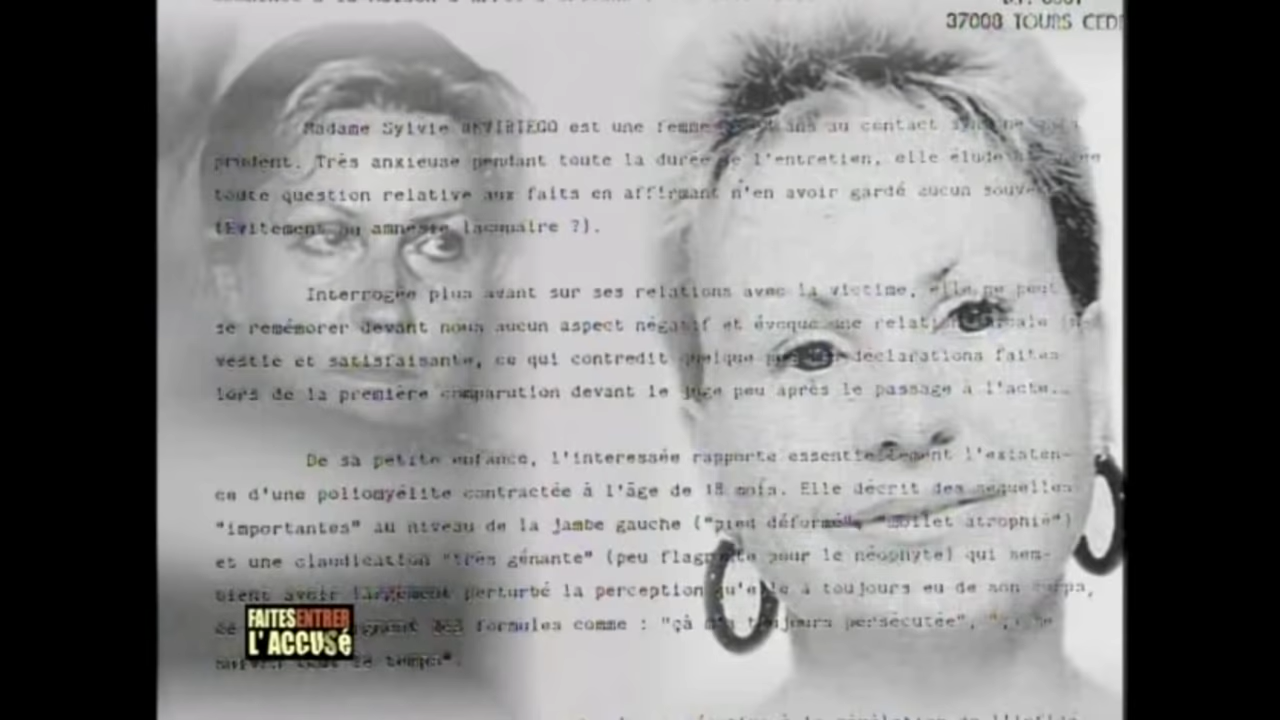 37008 TOURS CED
Madame Sylvie est une femme ans au contact
prudent. Très anxieuse pendant toute la durée de l'entretien, elle élude
toute question relative aux faits en affirmant n'en avoir gardé aucun
(Evitement ou amnésie lacunaire ?).
Interrogée plus avant sur ses relations avec la victime, elle ne peut
se remémorer devant nous aucun aspect négatif et évoque une
vestie et satisfaisante, ce qui contredit quelque déclarations faites
lors de la première comparution devant le juge peu après le passage à l'acte..
De sa petite enfance, l'interessée rapporte essentiellement l'existen-
ce d'une poliomyélite contractée à l'âge de 18 mois. Elle décrit des séquelles
"importantes" au niveau de la jambe gauche ("pied déformé", "mollet atrophié")
et une claudication "très gênante" (peu pour le néophyte) qui sem-
blent avoir largement perturbé la perception qu'elle a toujours eu de son corps,
formules comme : "çà m'a toujours persécutée",
FAITES ENTRER
L'ACCUSé